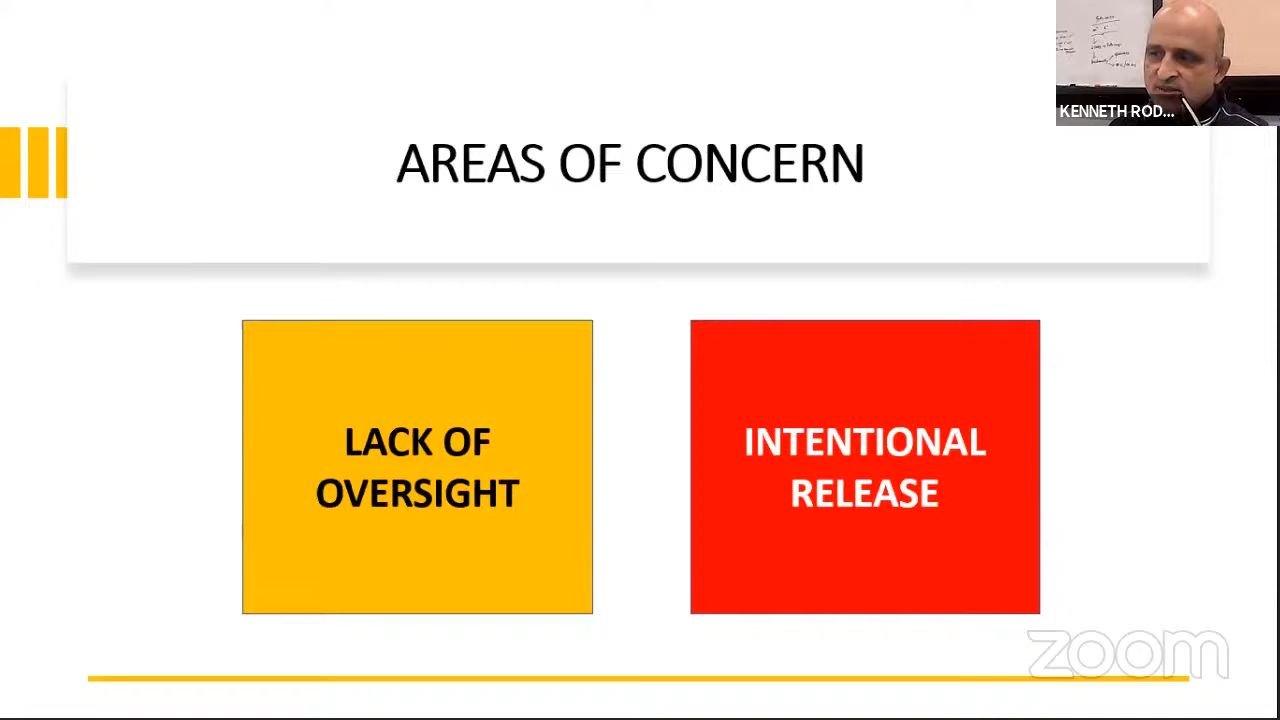 KENNETH ROD...
AREAS OF CONCERN
LACK OF
OVERSIGHT
INTENTIONAL
RELEASE
zoom